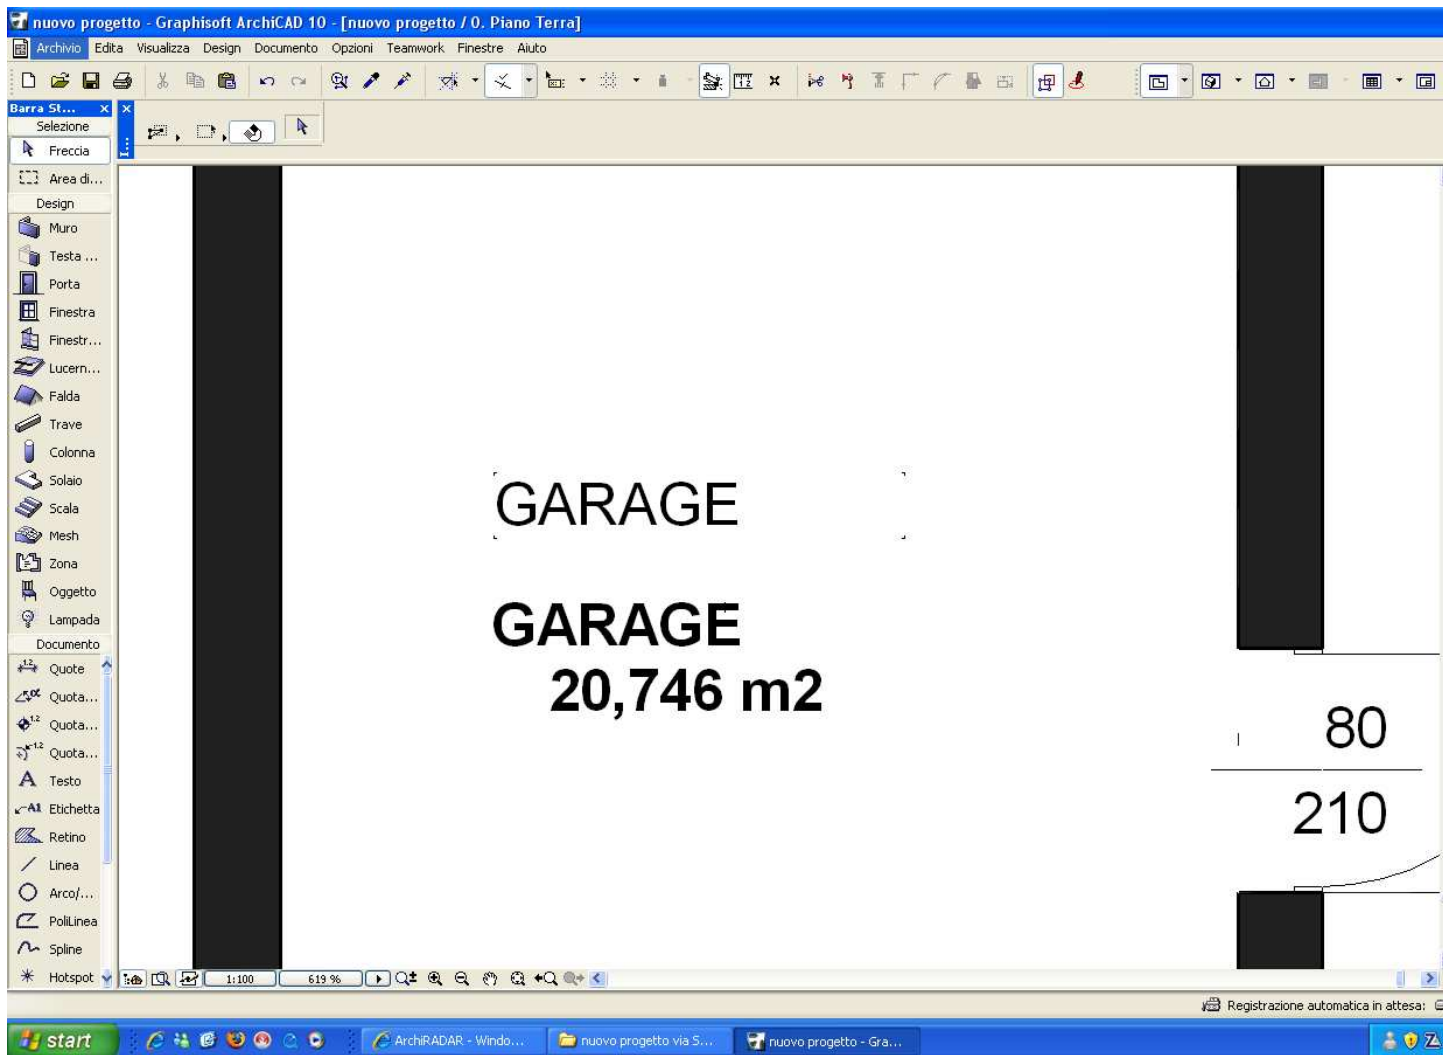 nuovo progetto - Graphisoft ArchiCAD 10 - [nuovo progetto / 0. Piano Terra]
Archivio Edita Visualizza Design Documento Opzioni Teamwork Finestre Aiuto
Barra St...
Selezione
Freccia
Area di...
Design
Muro
Testa ...
Porta
Finestra
Finestr...
Lucern...
Falda
Trave
Colonna
Solaio
Scala
Mesh
Zona
Oggetto
Lampada
Documento
Quote
Quota...
Quota...
Quota...
Testo
Etichetta
Retino
Linea
Arco/...
PoliLinea
Spline
Hotspot
GARAGE
GARAGE
20,746 m2
80
210
1:100
619 %
Registrazione automatica in attesa:
start
ArchiRADAR - Windo...
nuovo progetto via S...
nuovo progetto - Gra...